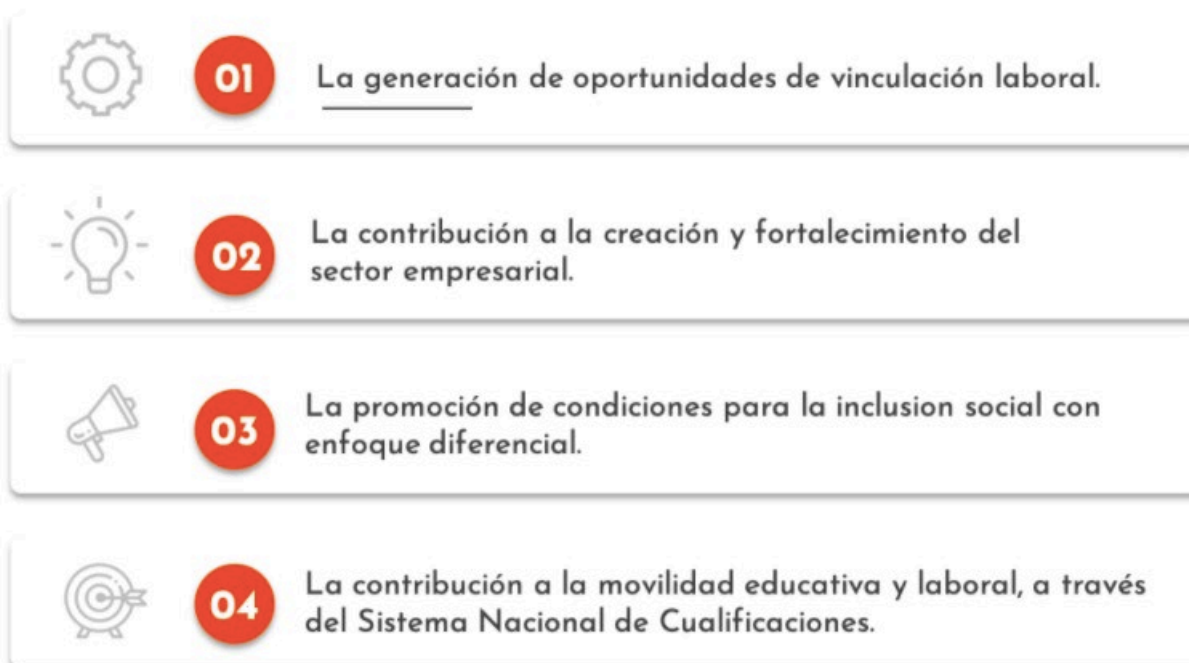 01 La generación de oportunidades de vinculación laboral.
02 La contribución a la creación y fortalecimiento del
sector empresarial.
03 La promoción de condiciones para la inclusion social con
enfoque diferencial.
04 La contribución a la movilidad educativa y laboral, a través
del Sistema Nacional de Cualificaciones.